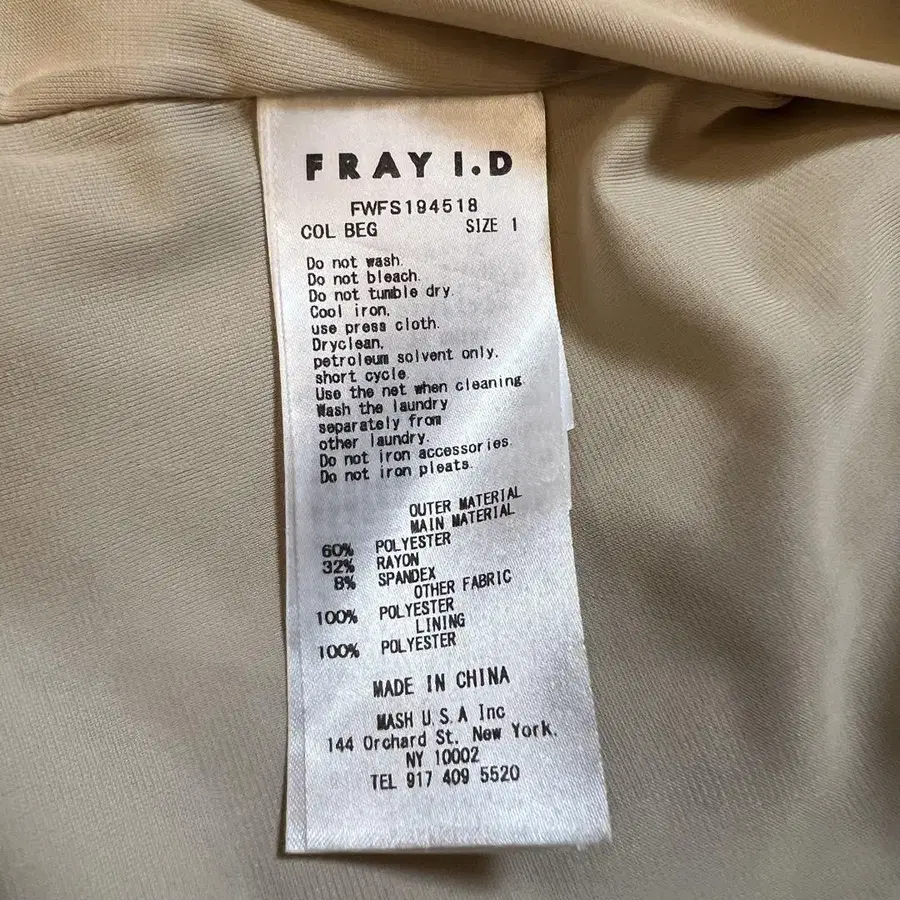 FRAY I.D
FWFS194518
COL BEG SIZE 1
Do not wash.
Do not bleach.
Do not tumble dry.
Cool iron,
use press cloth.
Dryclean,
petroleum solvent only.
short cycle.
Use the net when cleaning.
Wash the laundry
separately from
other laundry.
Do not iron accessories.
Do not iron pleats.
OUTER MATERIAL
MAIN MATERIAL
60% POLYESTER
32% RAYON
8% SPANDEX
OTHER FABRIC
100% POLYESTER
LINING
100% POLYESTER
MADE IN CHINA
MASH U.S.A Inc
144 Orchard St. New York,
NY 10002
TEL 917 409 5520